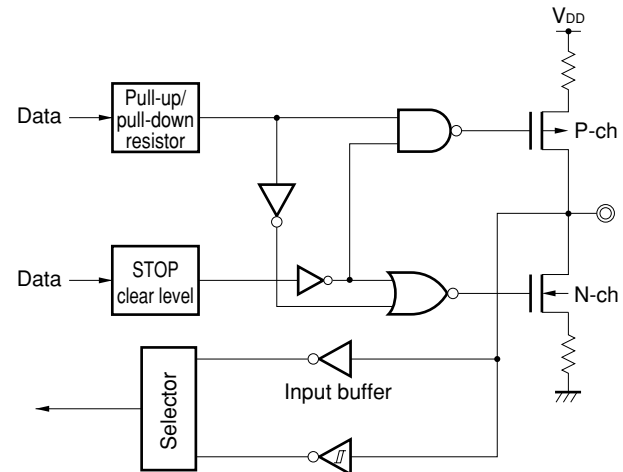 VDD
Data
Pull-up/
pull-down
resistor
P-ch
Data
STOP
clear level
N-ch
Selector
Input buffer